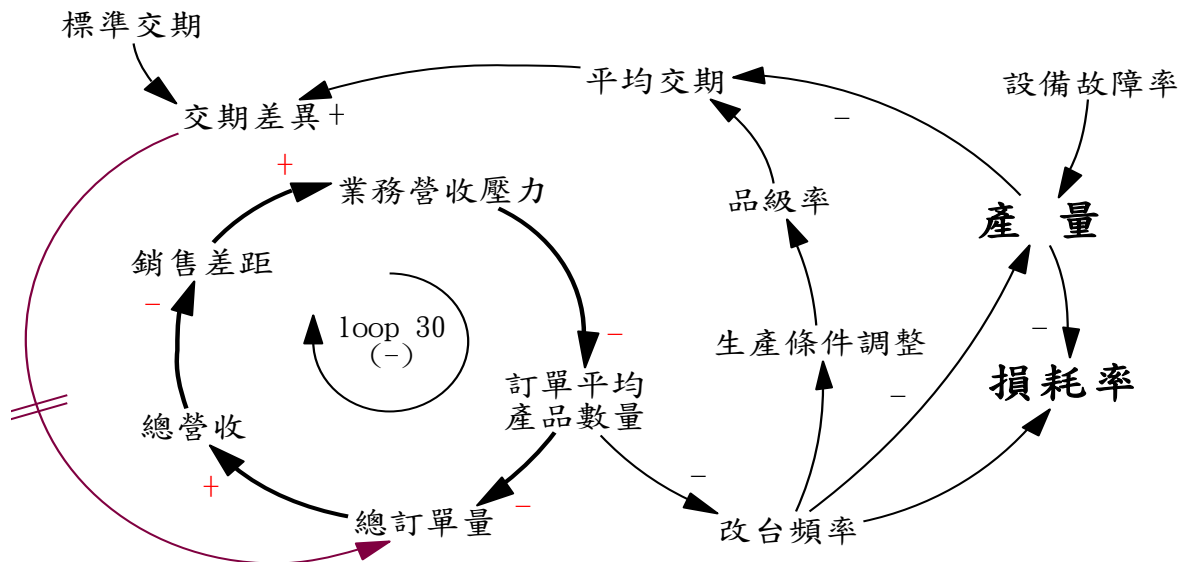 標準交期
平均交期
設備故障率
交期差異+
−
+
業務營收壓力
品級率
產 量
銷售差距
−
loop 30
(−)
−
−
生產條件調整
訂單平均
產品數量
損耗率
−
總營收
+
−
−
總訂單量
改台頻率